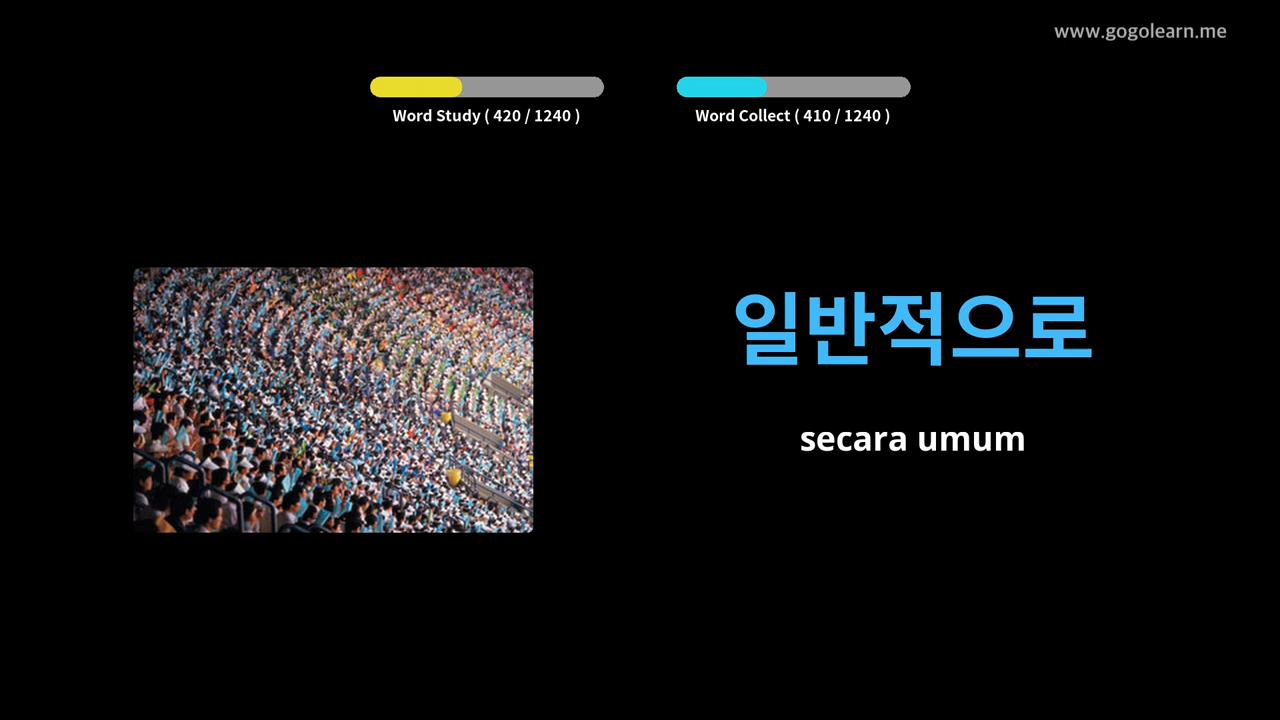 www.gogolearn.me
Word Study ( 420 / 1240 )
Word Collect ( 410 / 1240 )
일반적으로
secara umum